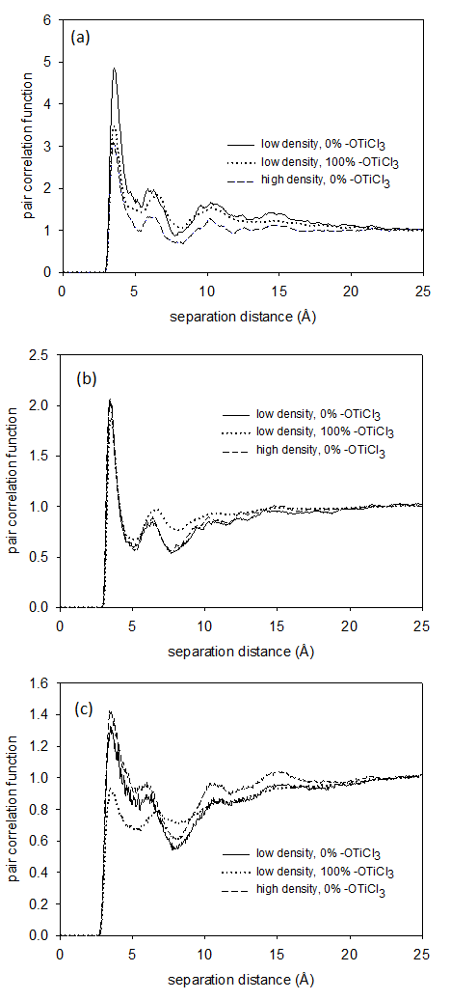 (a)
pair correlation function
6
5
4
3
2
1
0
low density, 0% -OTiCl3
low density, 100% -OTiCl3
high density, 0% -OTiCl3
0 5 10 15 20 25
separation distance (Å)
(b)
pair correlation function
2.5
2.0
1.5
1.0
0.5
0.0
low density, 0% -OTiCl3
low density, 100% -OTiCl3
high density, 0% -OTiCl3
0 5 10 15 20 25
separation distance (Å)
(c)
pair correlation function
1.6
1.4
1.2
1.0
0.8
0.6
0.4
0.2
0.0
low density, 0% -OTiCl3
low density, 100% -OTiCl3
high density, 0% -OTiCl3
0 5 10 15 20 25
separation distance (Å)